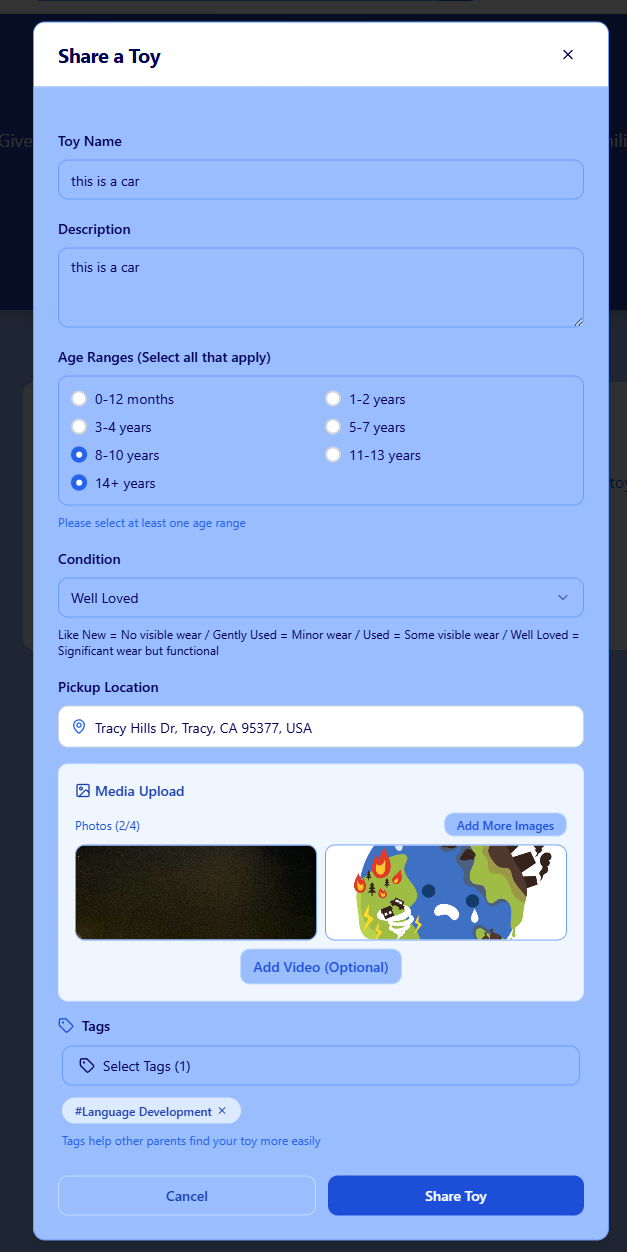 Share a Toy
Give
Toy Name
this is a car
Description
this is a car
Age Ranges (Select all that apply)
0-12 months
1-2 years
3-4 years
5-7 years
8-10 years
11-13 years
14+ years
Please select at least one age range
Condition
Well Loved
Like New = No visible wear / Gently Used = Minor wear / Used = Some visible wear / Well Loved =
Significant wear but functional
Pickup Location
Tracy Hills Dr, Tracy, CA 95377, USA
Media Upload
Photos (2/4)
Add More Images
Add Video (Optional)
Tags
Select Tags (1)
#Language Development
Tags help other parents find your toy more easily
Cancel
Share Toy